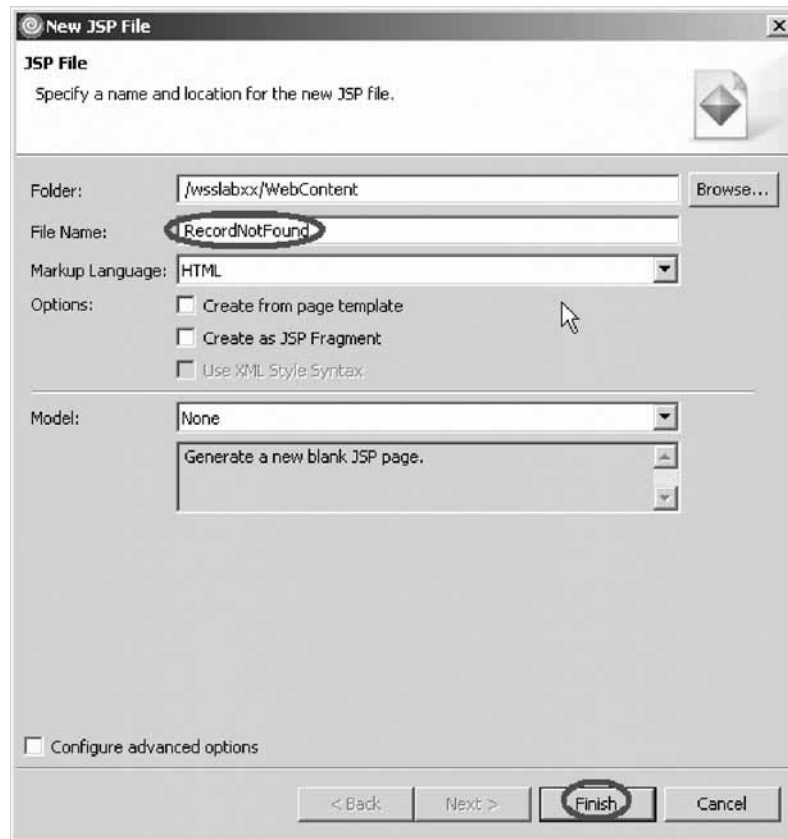 New JSP File
JSP File
Specify a name and location for the new JSP file.
Folder: /wsslabxx/WebContent Browse...
File Name: RecordNotFound
Markup Language: HTML
Options: Create from page template
Create as JSP Fragment
Use XML Style Syntax
Model: None
Generate a new blank JSP page.
Configure advanced options
< Back Next > Finish Cancel